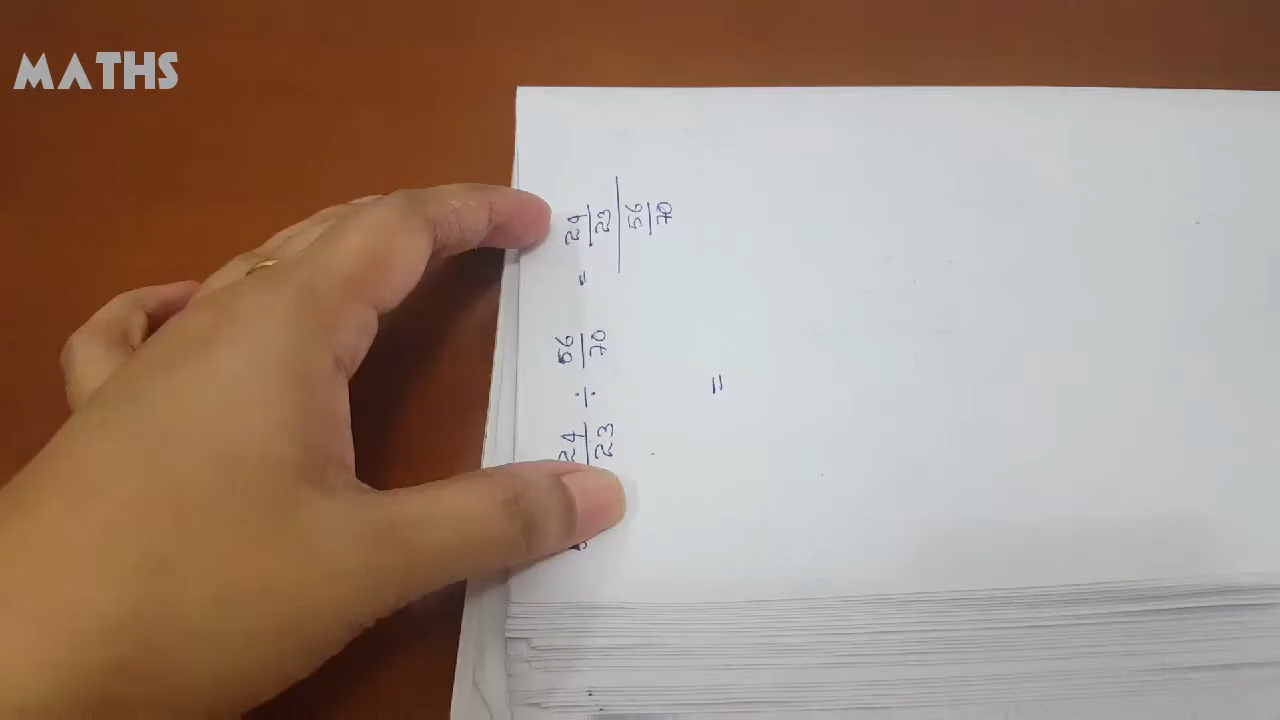 MATHS
24/23 ÷ 56/70 = 24/23 / 56/70
=